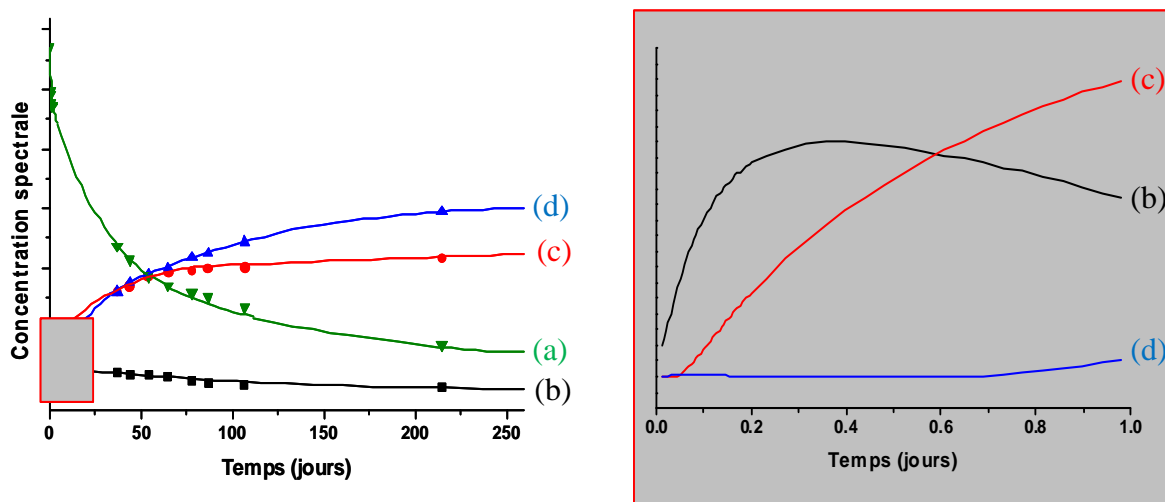 Concentration spectrale
(d)
(c)
(a)
(b)
0 50 100 150 200 250
Temps (jours)
(c)
(b)
(d)
0.0 0.2 0.4 0.6 0.8 1.0
Temps (jours)